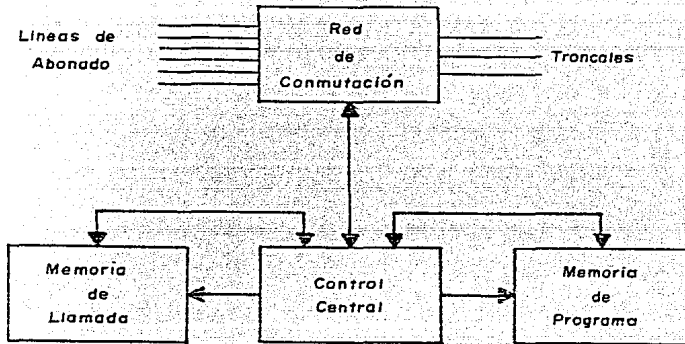 Lineas de
Abonado
Red
de
Conmutación
Troncales
Memoria
de
Llamada
Control
Central
Memoria
de
Programa